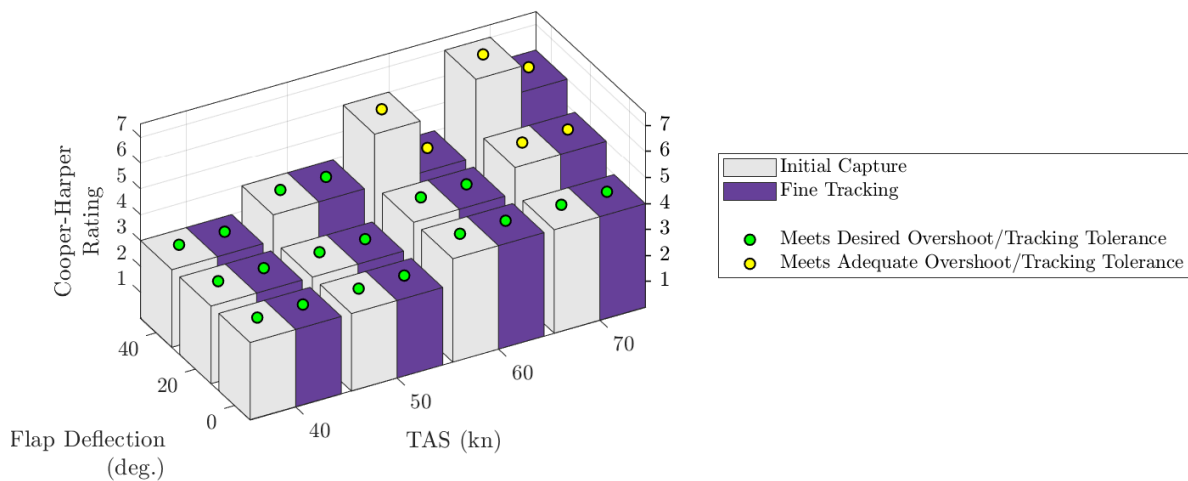 7
6
5
4
3
2
1
Cooper-Harper
Rating
7
6
5
4
3
2
1
40
20
0
Flap Deflection
(deg.)
40
50
60
70
TAS (kn)
Initial Capture
Fine Tracking
Meets Desired Overshoot/Tracking Tolerance
Meets Adequate Overshoot/Tracking Tolerance